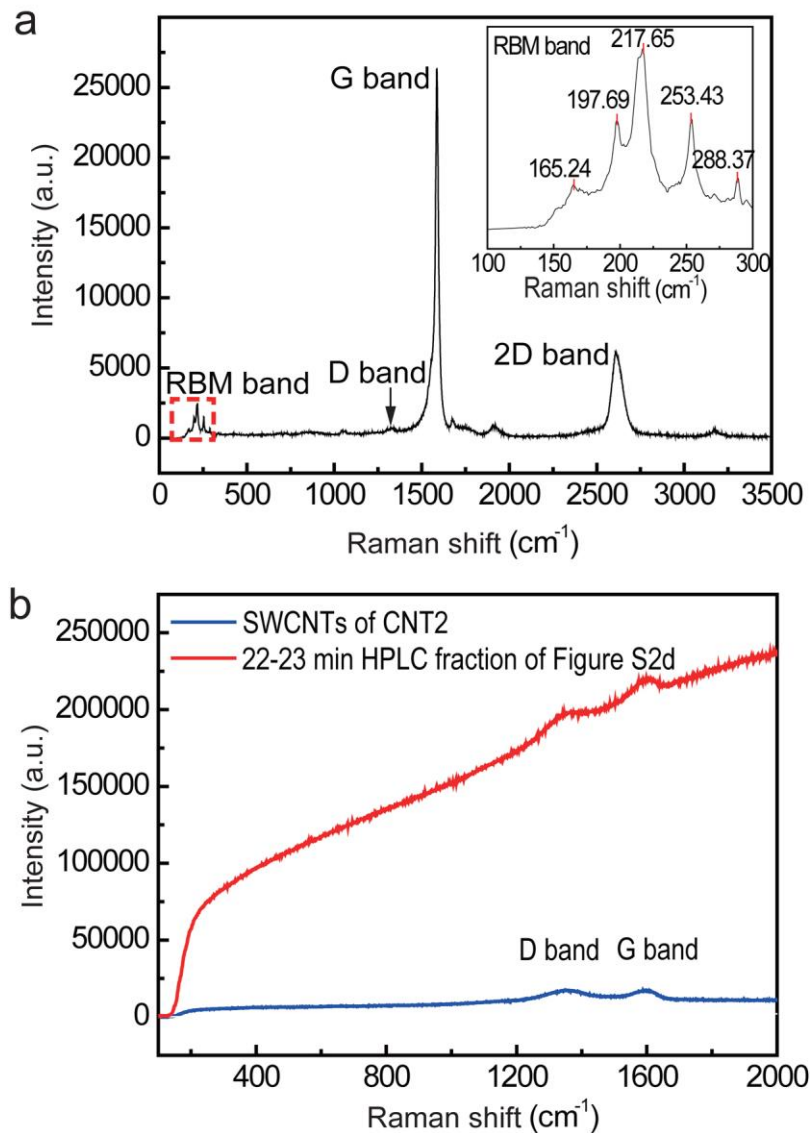 a
RBM band
217.65
197.69
253.43
165.24
288.37
100 150 200 250 300
Raman shift (cm⁻¹)
G band
2D band
D band
RBM band
25000
20000
15000
10000
5000
0
Intensity (a.u.)
0 500 1000 1500 2000 2500 3000 3500
Raman shift (cm⁻¹)
b
SWCNTs of CNT2
22-23 min HPLC fraction of Figure S2d
D band G band
250000
200000
150000
100000
50000
0
Intensity (a.u.)
400 800 1200 1600 2000
Raman shift (cm⁻¹)